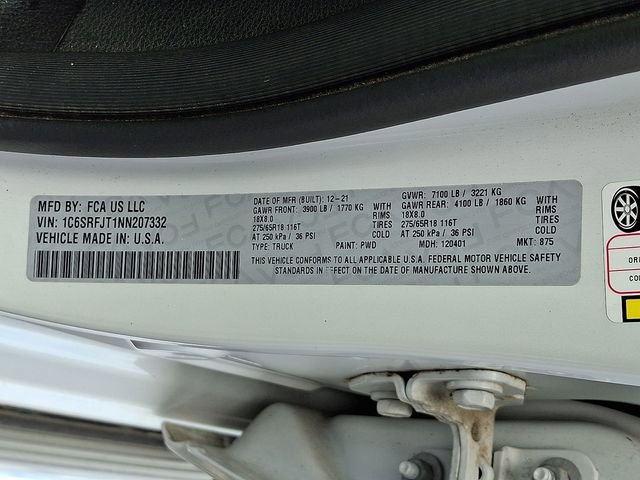 MFD BY: FCA US LLC
VIN: 1C6SRFJT1NN207332
VEHICLE MADE IN: U.S.A.
DATE OF MFR (BUILT): 12-21
GAWR FRONT: 3900 LB / 1770 KG WITH
18X8.0 RIMS
275/65R18 116T TIRES
AT 250 kPa / 36 PSI COLD
TYPE: TRUCK PAINT: PWD
GVWR: 7100 LB / 3221 KG
GAWR REAR: 4100 LB / 1860 KG WITH
18X8.0 RIMS
275/65R18 116T TIRES
AT 250 kPa / 36 PSI COLD
MDH: 120401 MKT: 875
THIS VEHICLE CONFORMS TO ALL APPLICABLE U.S.A. FEDERAL MOTOR VEHICLE SAFETY
STANDARDS IN EFFECT ON THE DATE OF MANUFACTURE SHOWN ABOVE.